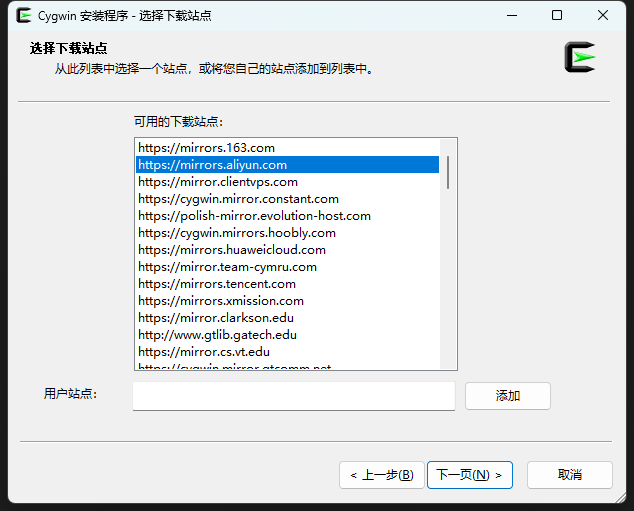 Cygwin 安装程序 - 选择下载站点
选择下载站点
从此列表中选择一个站点，或将您自己的站点添加到列表中。
可用的下载站点:
https://mirrors.163.com
https://mirrors.aliyun.com
https://mirror.clientvps.com
https://cygwin.mirror.constant.com
https://polish-mirror.evolution-host.com
https://cygwin.mirrors.hoobly.com
https://mirrors.huaweicloud.com
https://mirror.team-cymru.com
https://mirrors.tencent.com
https://mirrors.xmission.com
https://mirror.clarkson.edu
http://www.gtlib.gatech.edu
https://mirror.cs.vt.edu
https://cygwin.mirror.gtcomm.net
用户站点:
添加
< 上一步(B)
下一页(N) >
取消